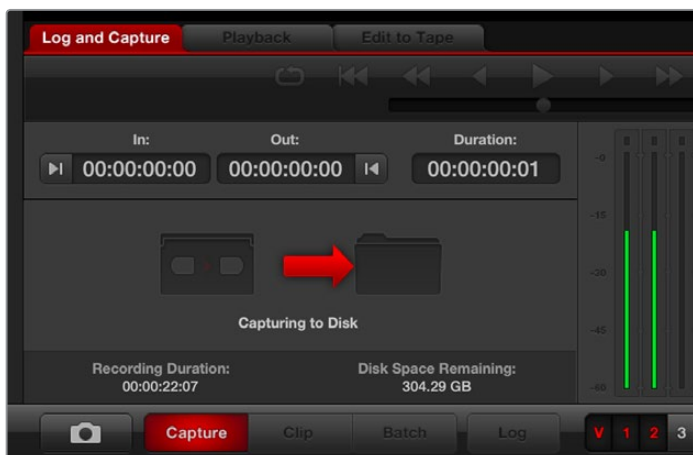 Log and Capture Playback Edit to Tape
In: Out: Duration:
00:00:00:00 00:00:00:00 00:00:00:01
-0
-15
-30
-45
-60
Capturing to Disk
Recording Duration: Disk Space Remaining:
00:00:22:07 304.29 GB
Capture Clip Batch Log V 1 2 3